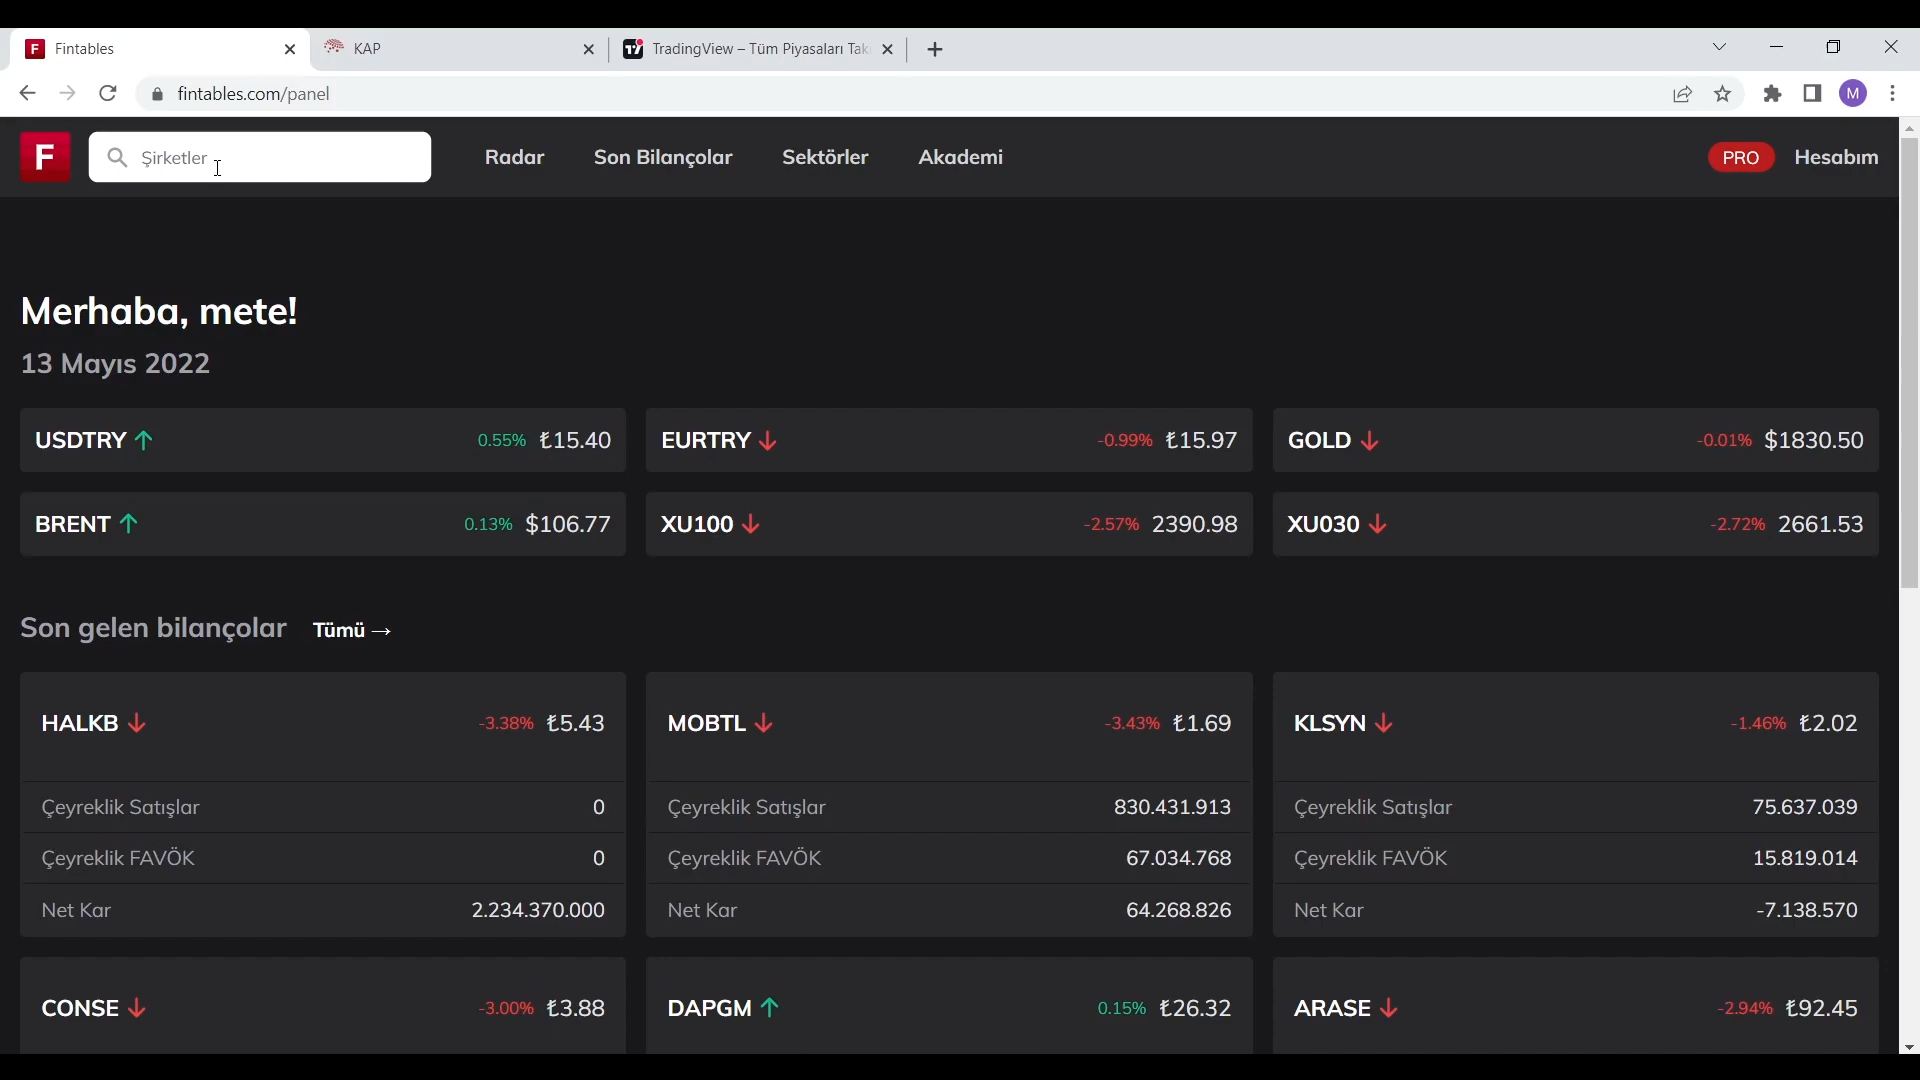 Fintables
KAP
TradingView – Tüm Piyasaları Tak
fintables.com/panel
M
F
Şirketler
Radar
Son Bilançolar
Sektörler
Akademi
PRO
Hesabım
Merhaba, mete!
13 Mayıs 2022
USDTRY 0.55% ₺15.40
EURTRY -0.99% ₺15.97
GOLD -0.01% $1830.50
BRENT 0.13% $106.77
XU100 -2.57% 2390.98
XU030 -2.72% 2661.53
Son gelen bilançolar Tümü →
HALKB -3.38% ₺5.43
Çeyreklik Satışlar 0
Çeyreklik FAVÖK 0
Net Kar 2.234.370.000
MOBTL -3.43% ₺1.69
Çeyreklik Satışlar 830.431.913
Çeyreklik FAVÖK 67.034.768
Net Kar 64.268.826
KLSYN -1.46% ₺2.02
Çeyreklik Satışlar 75.637.039
Çeyreklik FAVÖK 15.819.014
Net Kar -7.138.570
CONSE -3.00% ₺3.88
DAPGM 0.15% ₺26.32
ARASE -2.94% ₺92.45